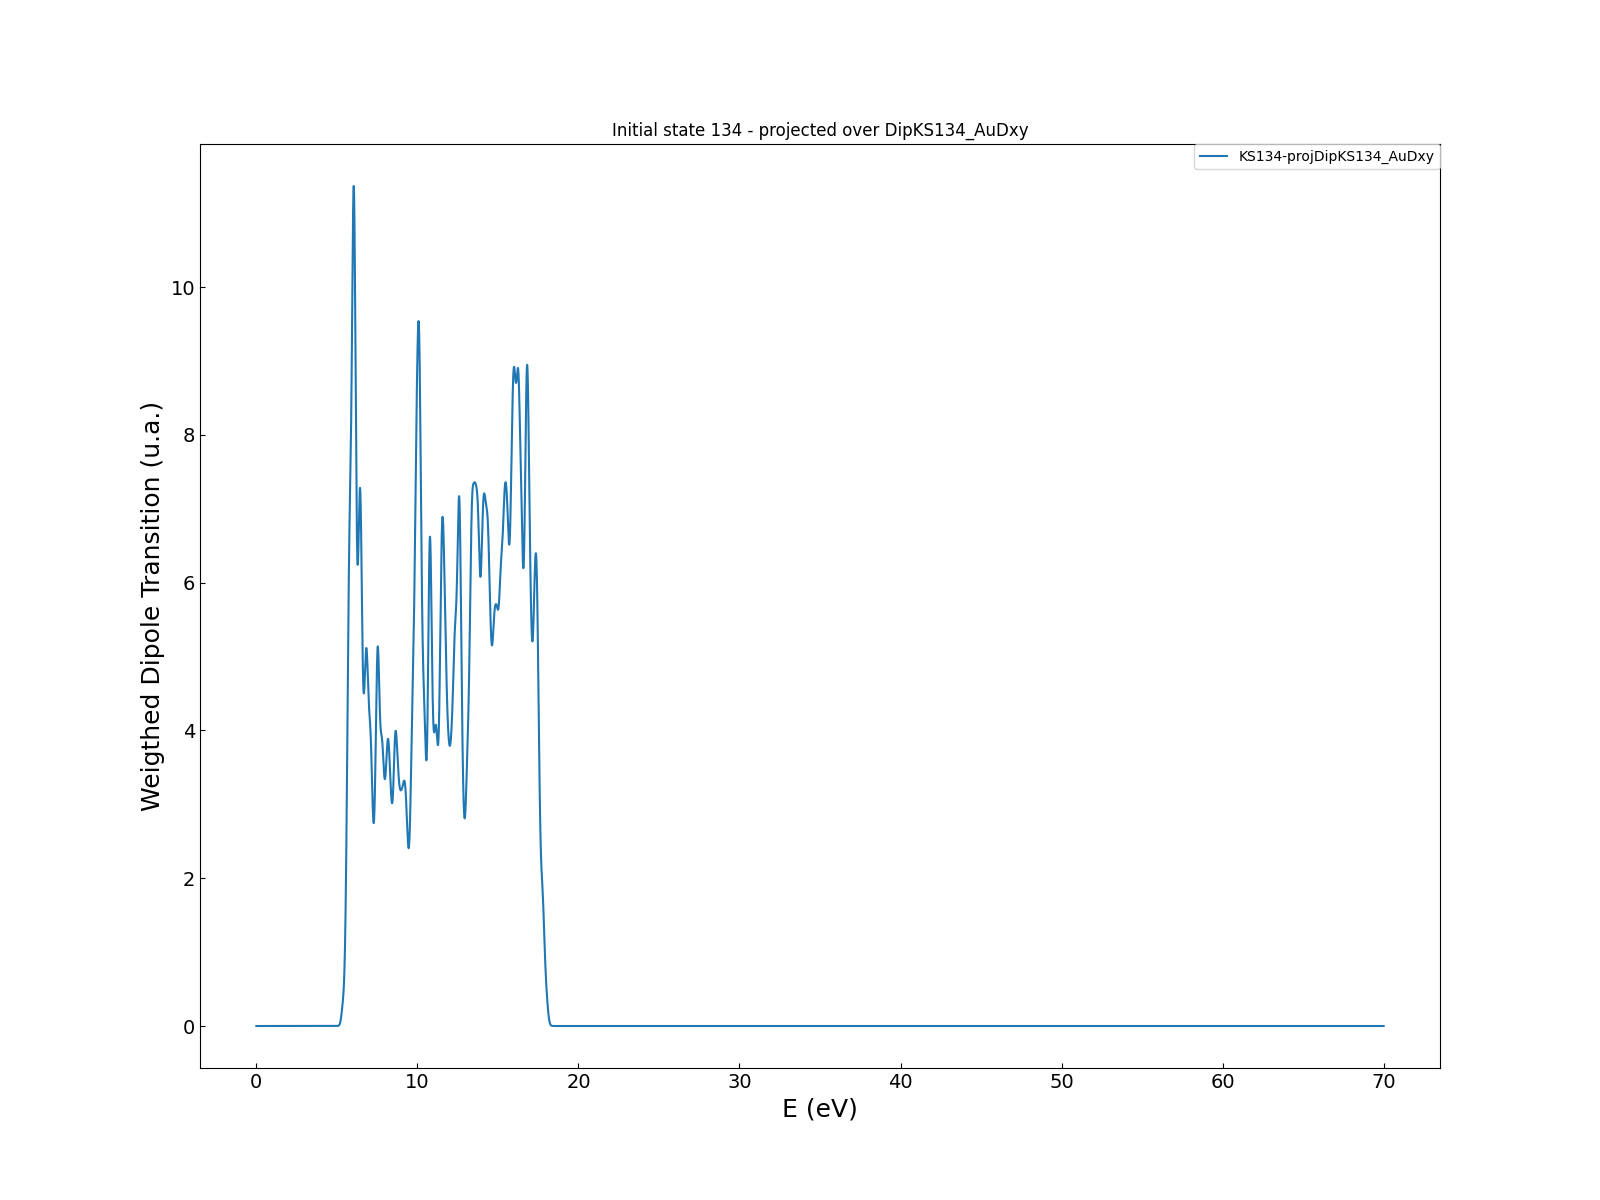 Initial state 134 - projected over DipKS134_AuDxy
KS134-projDipKS134_AuDxy
Weigthed Dipole Transition (u.a.)
10
8
6
4
2
0
0 10 20 30 40 50 60 70
E (eV)